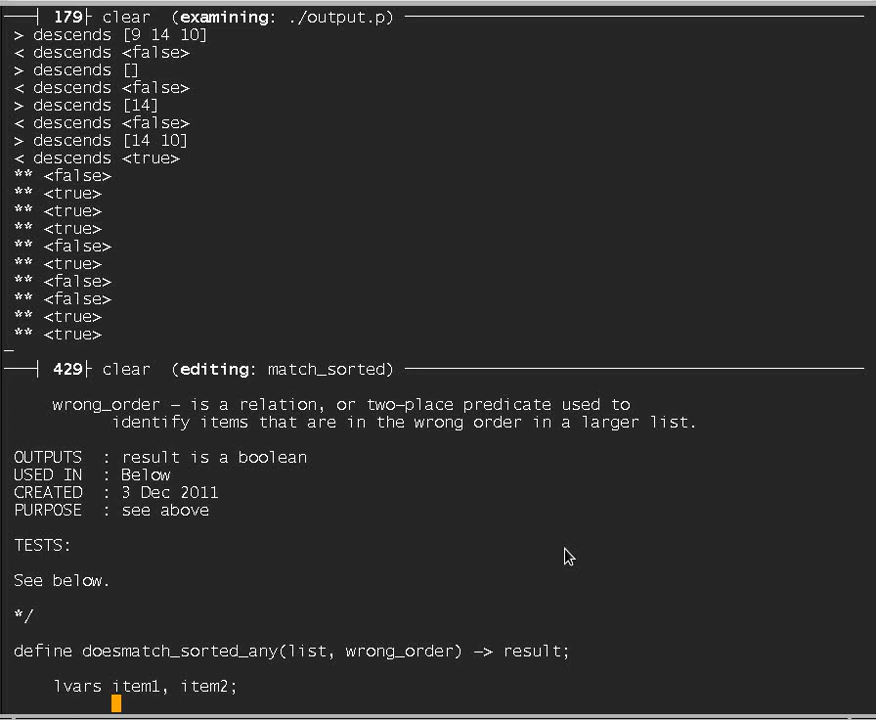 179 clear (examining: ./output.p)
> descends [9 14 10]
< descends <false>
> descends []
< descends <false>
> descends [14]
< descends <false>
> descends [14 10]
< descends <true>
** <false>
** <true>
** <true>
** <true>
** <false>
** <true>
** <false>
** <false>
** <true>
** <true>
429 clear (editing: match_sorted)
wrong_order - is a relation, or two-place predicate used to
identify items that are in the wrong order in a larger list.
OUTPUTS : result is a boolean
USED IN : Below
CREATED : 3 Dec 2011
PURPOSE : see above
TESTS:
See below.
*/
define doesmatch_sorted_any(list, wrong_order) -> result;
lvars item1, item2;